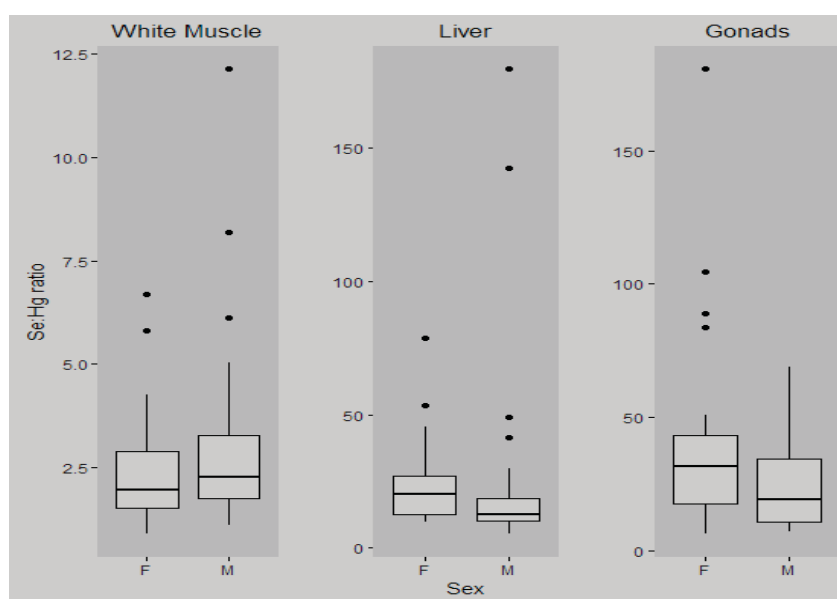 White Muscle
Liver
Gonads
Se:Hg ratio
12.5
10.0
7.5
5.0
2.5
F
M
150
100
50
0
F
M
150
100
50
0
F
M
Sex